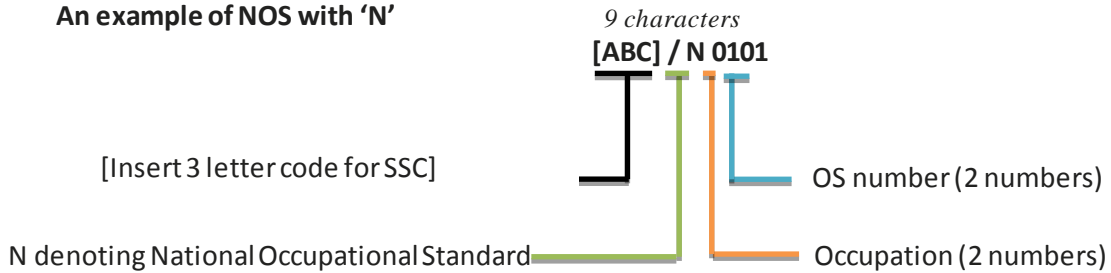 An example of NOS with ‘N’
9 characters
[ABC] / N 0101
[Insert 3 letter code for SSC]
OS number (2 numbers)
N denoting National Occupational Standard
Occupation (2 numbers)